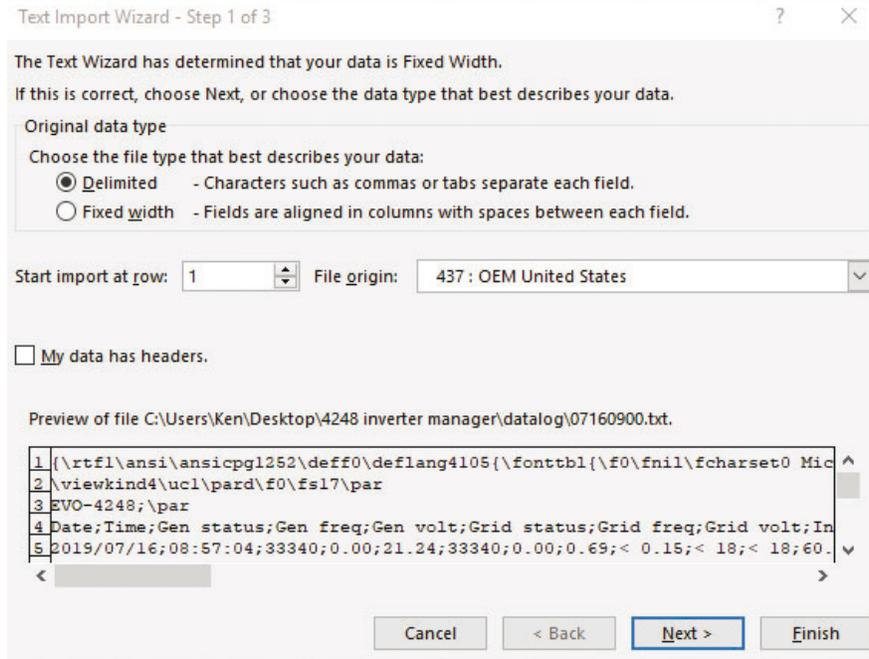 Text Import Wizard - Step 1 of 3
The Text Wizard has determined that your data is Fixed Width.
If this is correct, choose Next, or choose the data type that best describes your data.
Original data type
Choose the file type that best describes your data:
Delimited - Characters such as commas or tabs separate each field.
Fixed width - Fields are aligned in columns with spaces between each field.
Start import at row: 1 File origin: 437 : OEM United States
My data has headers.
Preview of file C:\Users\Ken\Desktop\4248 inverter manager\datalog\07160900.txt.
1 {\rtf1\ansi\ansicpg1252\deff0\deflang4105{\fonttbl{\f0\fnil\fcharset0 Mic
2 \viewkind4\uc1\pard\f0\fs17\par
3 EVO-4248;\par
4 Date;Time;Gen status;Gen freq;Gen volt;Grid status;Grid freq;Grid volt;In
5 2019/07/16;08:57:04;33340;0.00;21.24;33340;0.00;0.69;< 0.15;< 18;< 18;60.
Cancel < Back Next > Finish